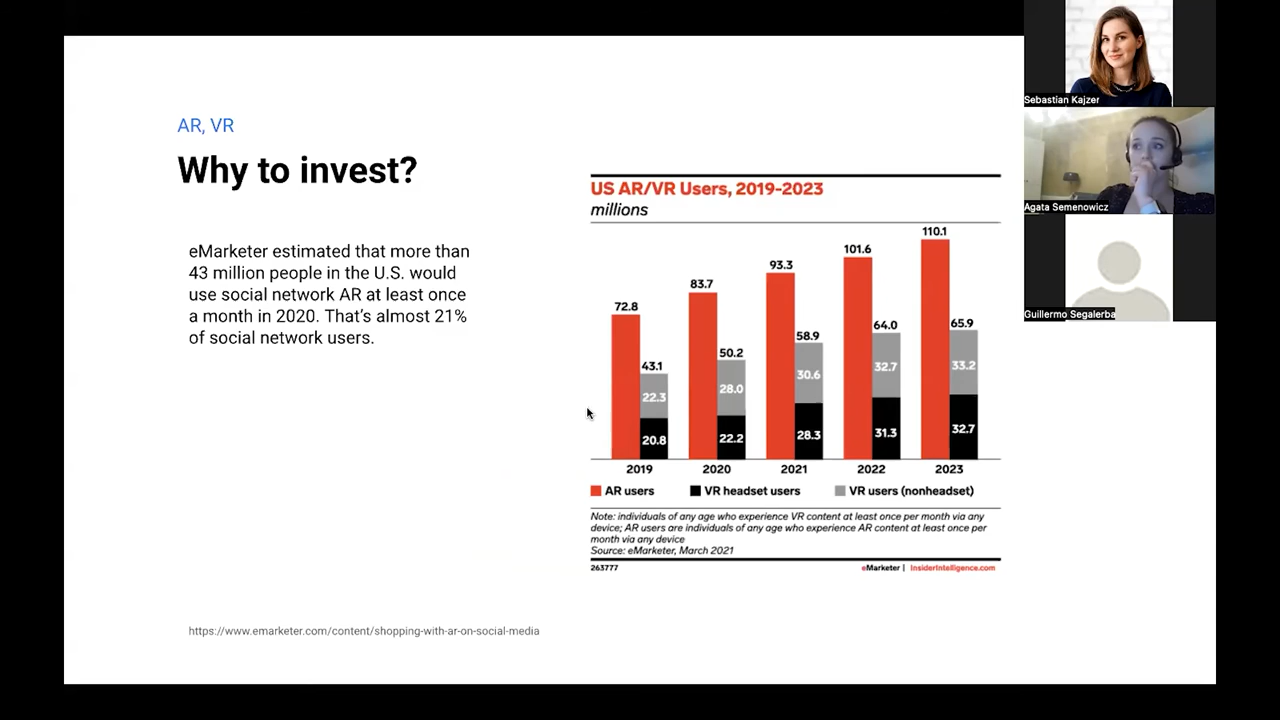 AR, VR
Why to invest?
eMarketer estimated that more than
43 million people in the U.S. would
use social network AR at least once
a month in 2020. That's almost 21%
of social network users.
https://www.emarketer.com/content/shopping-with-ar-on-social-media
US AR/VR Users, 2019-2023
millions
72.8
43.1
22.3
20.8
83.7
50.2
28.0
22.2
93.3
58.9
30.6
28.3
101.6
64.0
32.7
31.3
110.1
65.9
33.2
32.7
2019 2020 2021 2022 2023
AR users VR headset users VR users (nonheadset)
Note: individuals of any age who experience VR content at least once per month via any
device; AR users are individuals of any age who experience AR content at least once per
month via any device
Source: eMarketer, March 2021
263777 eMarketer | InsiderIntelligence.com
Sebastian Kajzer
Agata Semenowicz
Guillermo Segalerba